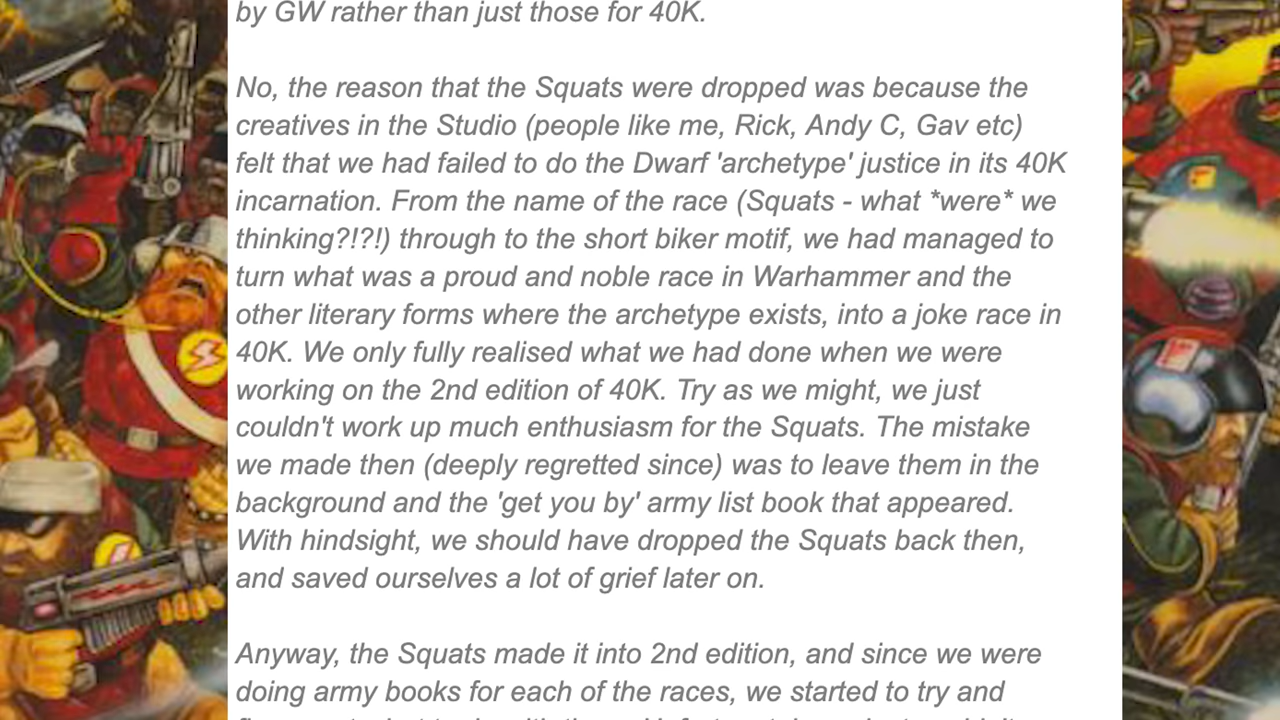 by GW rather than just those for 40K.
No, the reason that the Squats were dropped was because the
creatives in the Studio (people like me, Rick, Andy C, Gav etc)
felt that we had failed to do the Dwarf 'archetype' justice in its 40K
incarnation. From the name of the race (Squats - what *were* we
thinking?!?!) through to the short biker motif, we had managed to
turn what was a proud and noble race in Warhammer and the
other literary forms where the archetype exists, into a joke race in
40K. We only fully realised what we had done when we were
working on the 2nd edition of 40K. Try as we might, we just
couldn't work up much enthusiasm for the Squats. The mistake
we made then (deeply regretted since) was to leave them in the
background and the 'get you by' army list book that appeared.
With hindsight, we should have dropped the Squats back then,
and saved ourselves a lot of grief later on.
Anyway, the Squats made it into 2nd edition, and since we were
doing army books for each of the races, we started to try and